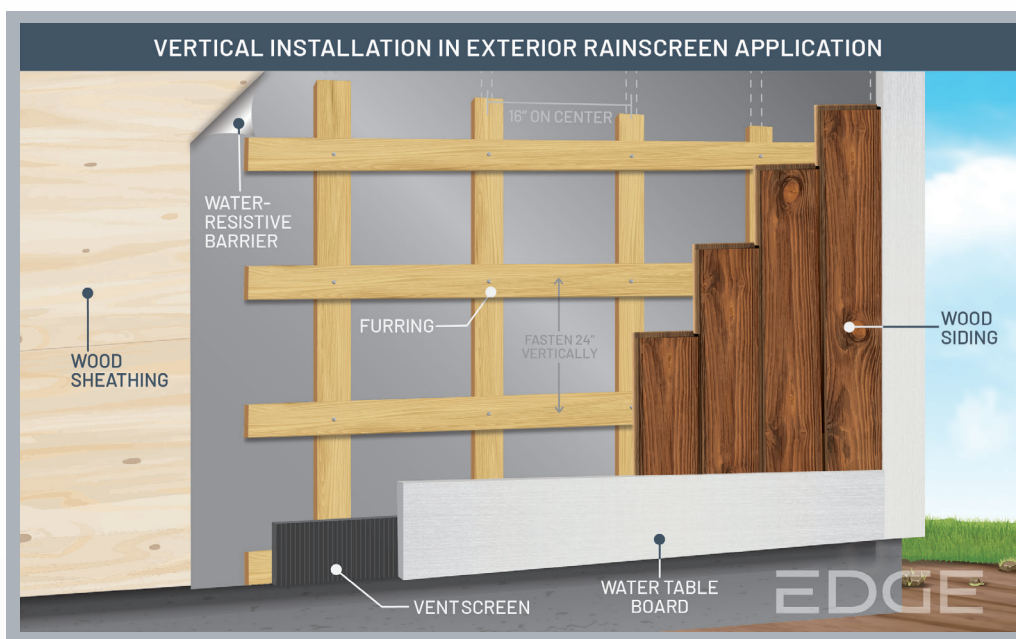 VERTICAL INSTALLATION IN EXTERIOR RAINSCREEN APPLICATION
16" ON CENTER
WATER-
RESISTIVE
BARRIER
FURRING
FASTEN 24"
VERTICALLY
WOOD
SIDING
WOOD
SHEATHING
VENT SCREEN
WATER TABLE
BOARD
EDGE